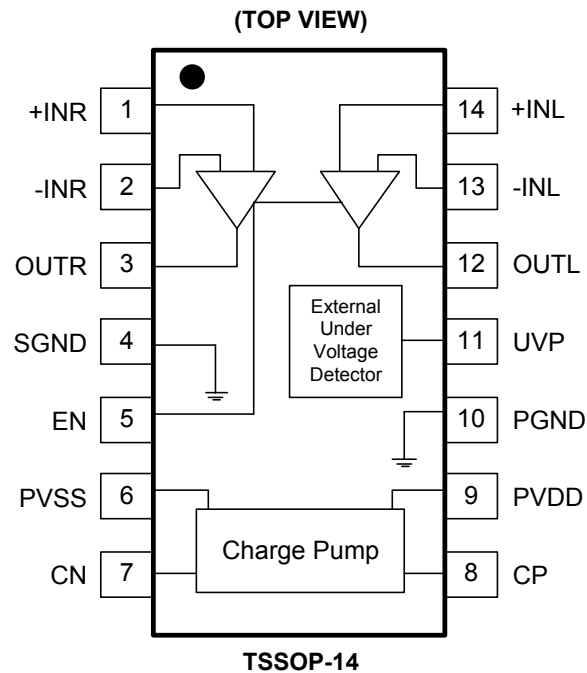 (TOP VIEW)
+INR 1 14 +INL
-INR 2 13 -INL
OUTR 3 12 OUTL
External
Under
Voltage
Detector
SGND 4 11 UVP
EN 5 10 PGND
PVSS 6 9 PVDD
Charge Pump
CN 7 8 CP
TSSOP-14